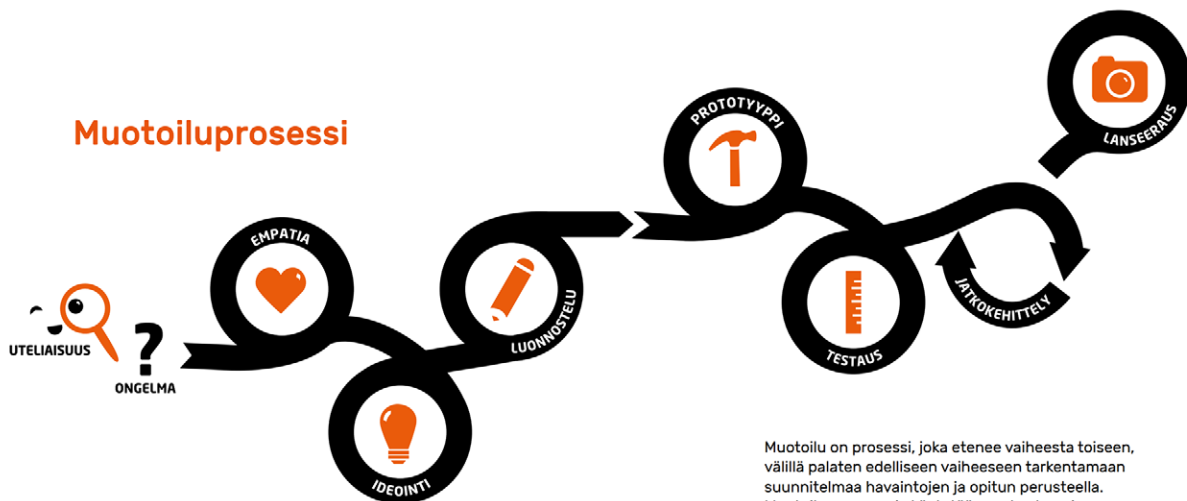 Muotoiluprosessi
UTELIAISUUS
ONGELMA
EMPATIA
IDEOINTI
LUONNOSTELU
PROTOTYYPPI
TESTAUS
JATKOKEHITTELY
LANSEERAUS
Muotoilu on prosessi, joka etenee vaiheesta toiseen,
välillä palaten edelliseen vaiheeseen tarkentamaan
suunnitelmaa havaintojen ja opitun perusteella.